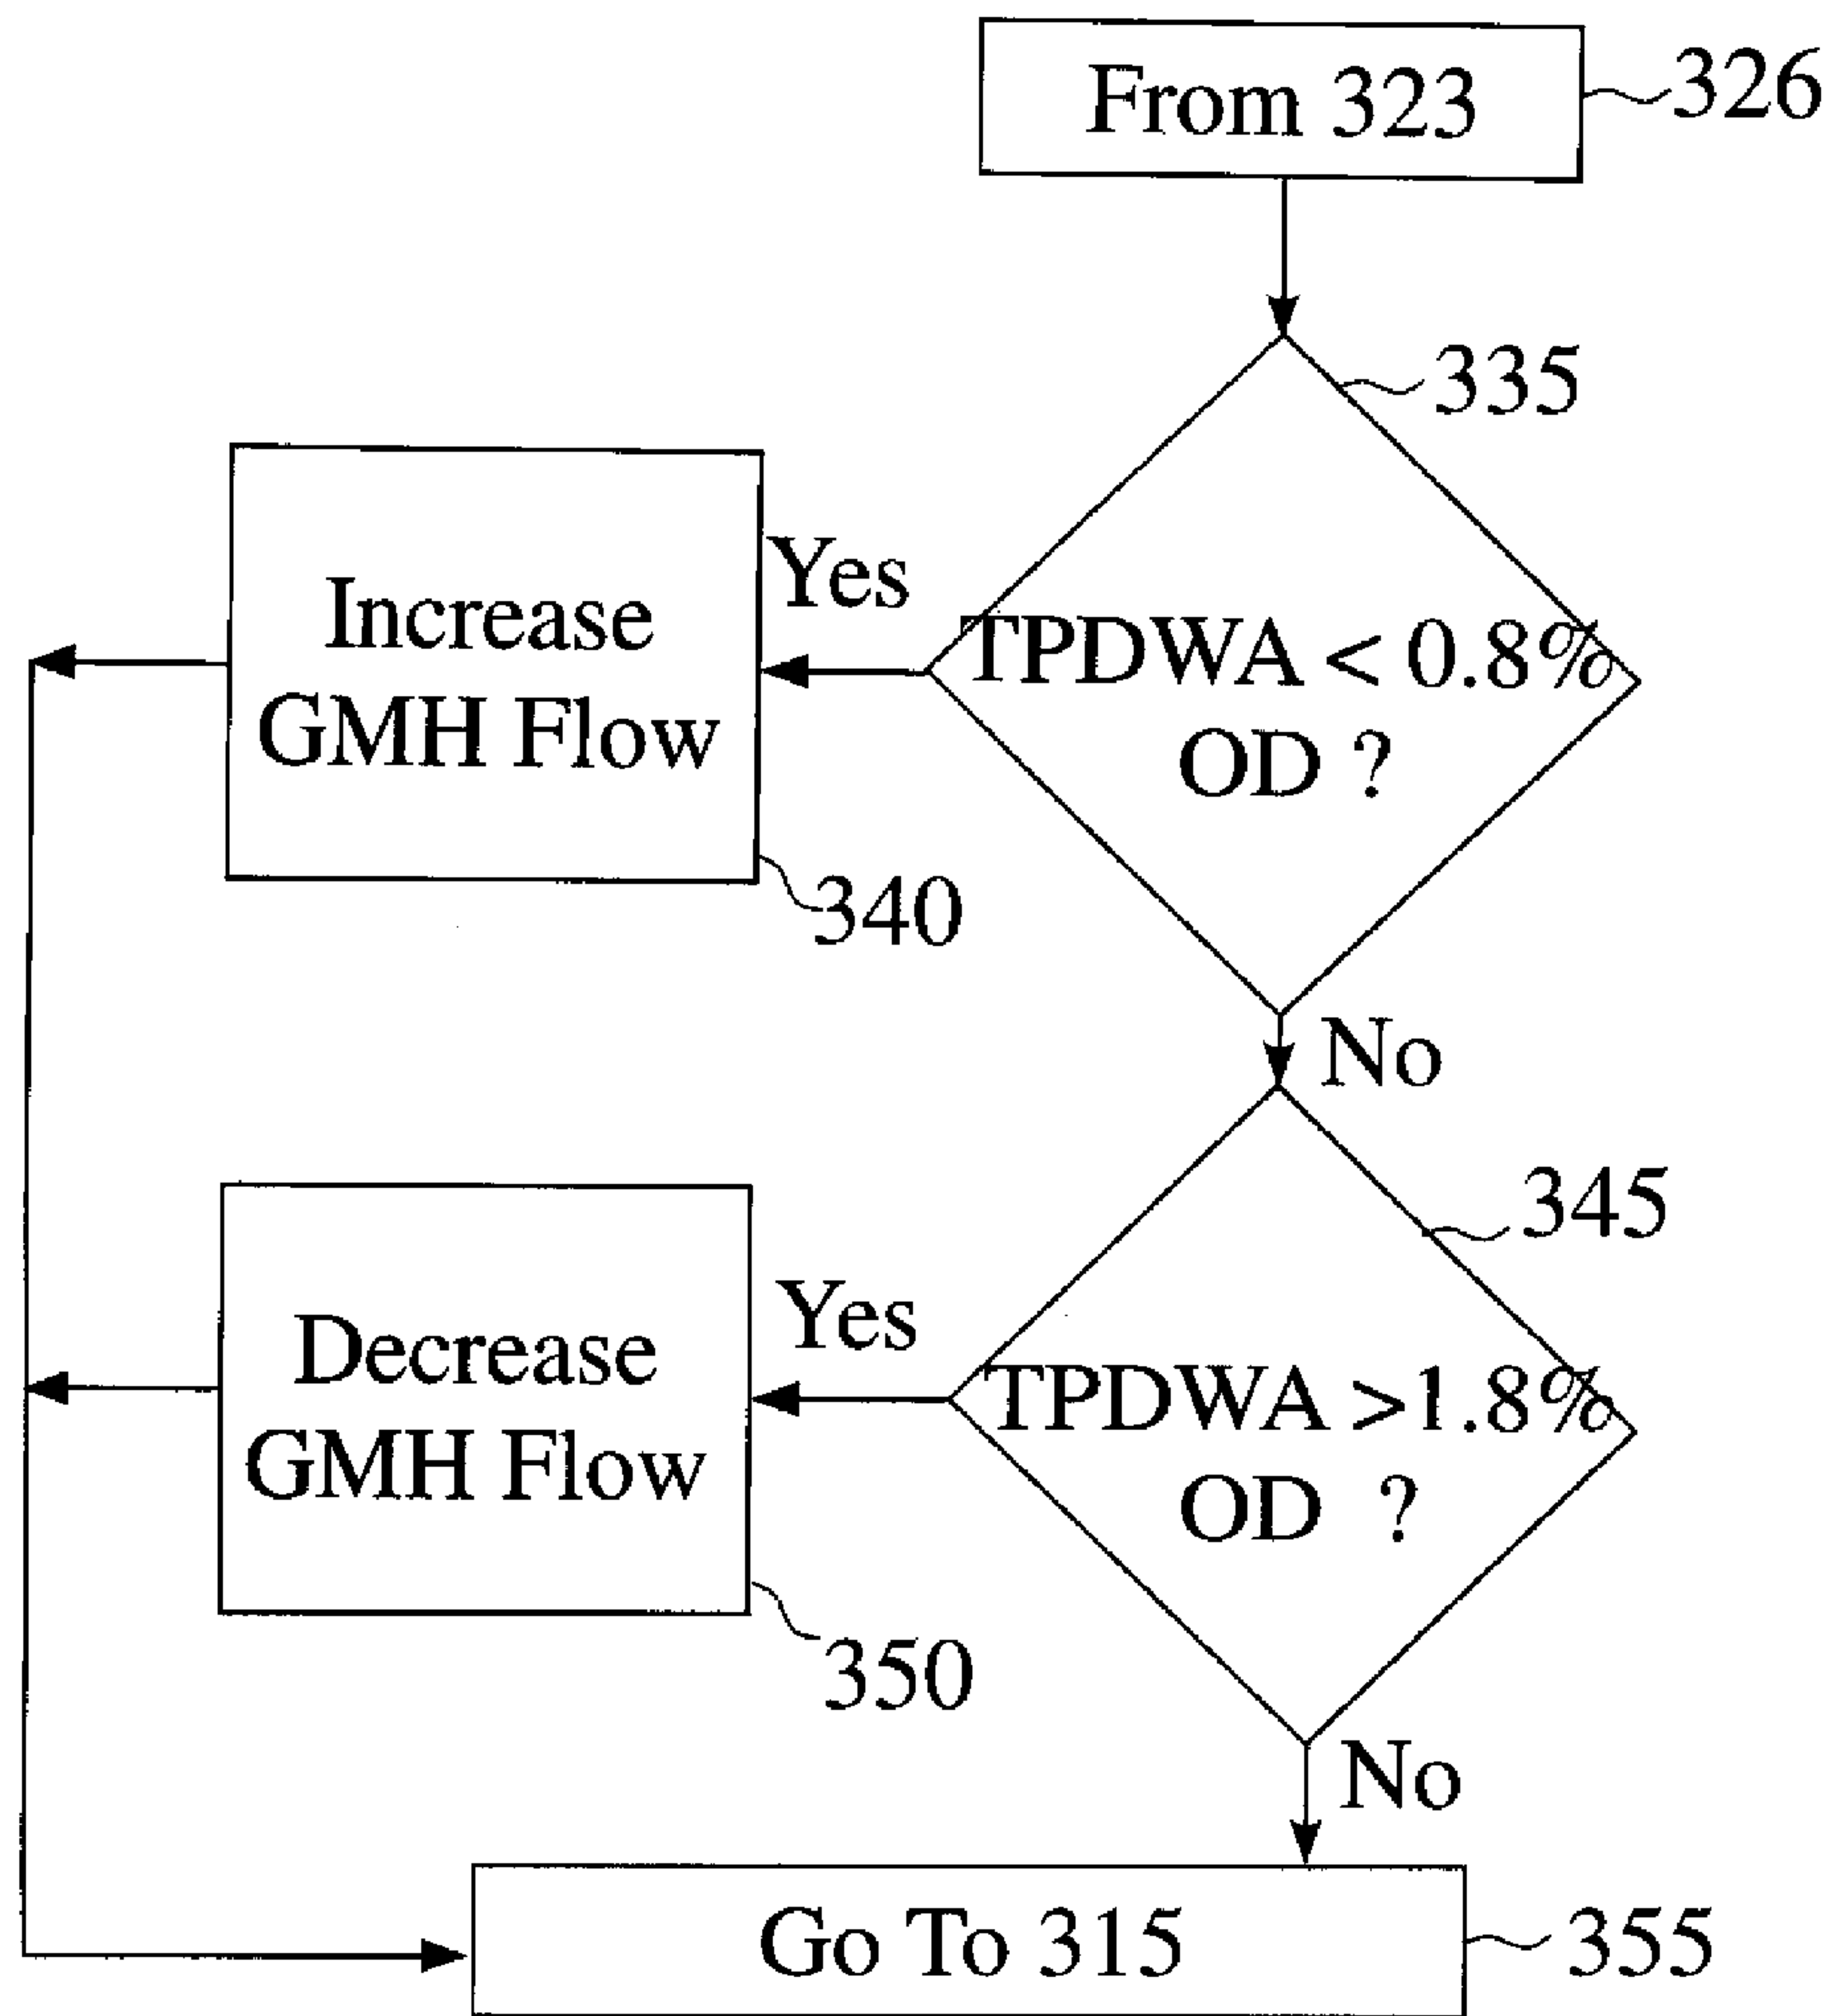 From 323
326
335
Increase
GMH Flow
Yes
TPDWA < 0.8%
OD ?
340
No
345
Decrease
GMH Flow
Yes
TPDWA >1.8%
OD ?
350
No
Go To 315
355